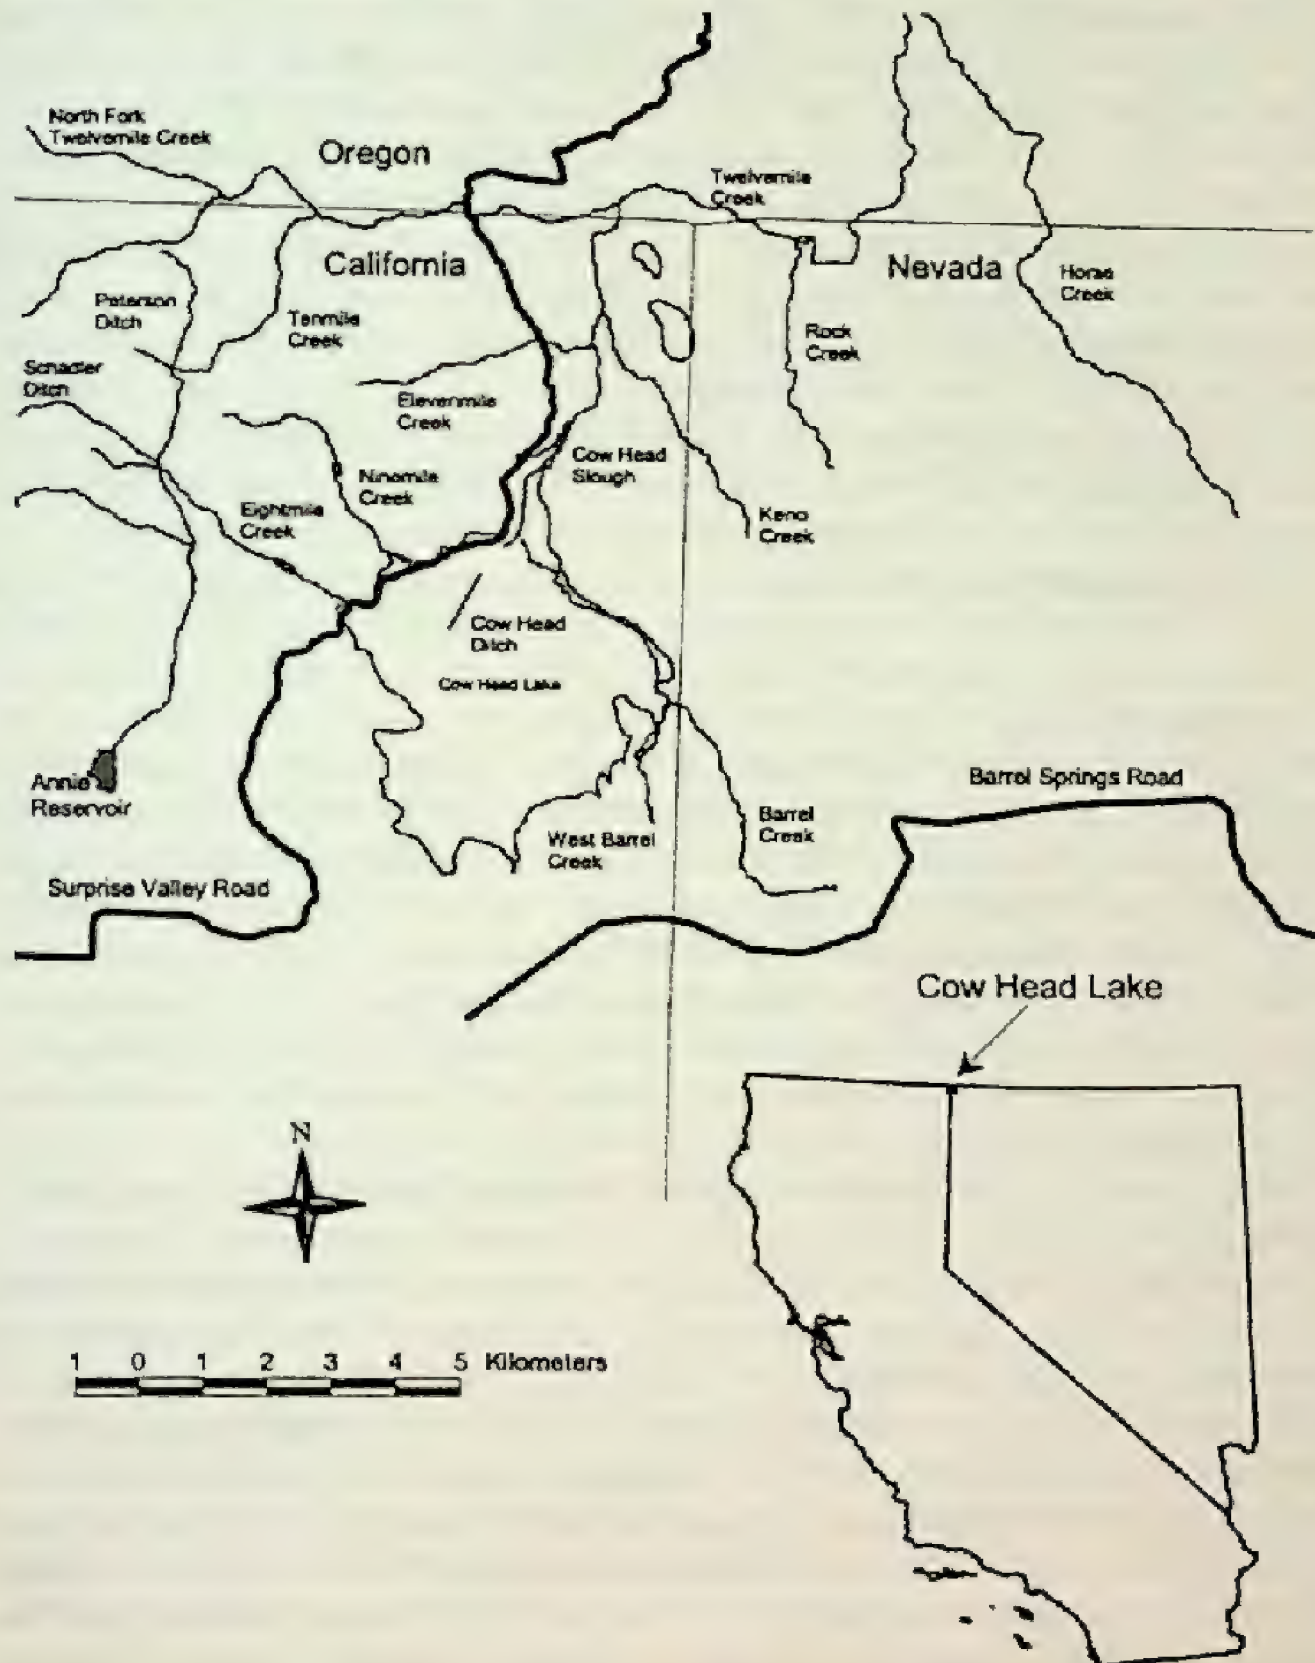 North Fork
Twelvemile Creek
Oregon
Twelvemile
Creek
California
Nevada
Horse
Creek
Peterson
Ditch
Tenmile
Creek
Rock
Creek
Schadler
Ditch
Elevenmile
Creek
Cow Head
Slough
Ninemile
Creek
Eightmile
Creek
Keno
Creek
Cow Head
Ditch
Cow Head Lake
Annie
Reservoir
Barrel Springs Road
Barrel
Creek
West Barrel
Creek
Surprise Valley Road
Cow Head Lake
N
1 0 1 2 3 4 5 Kilometers